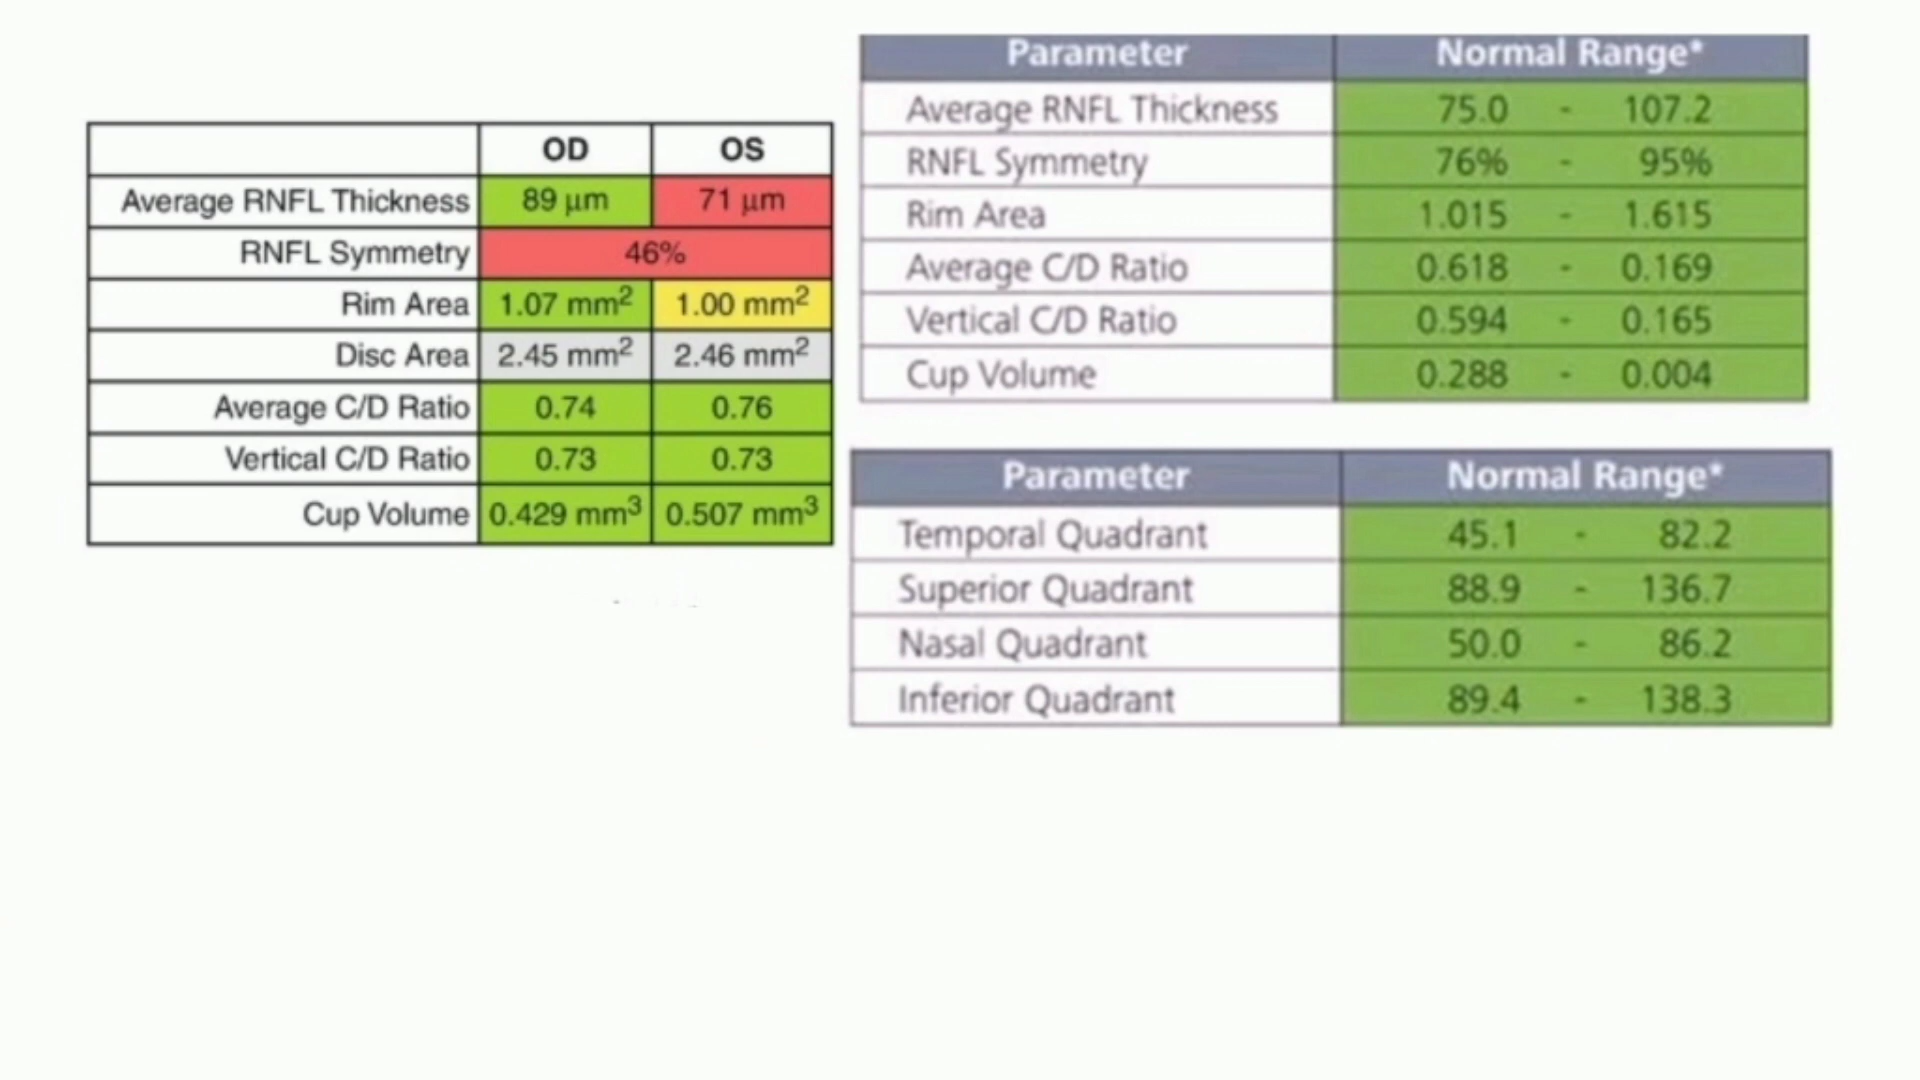 OD OS
Average RNFL Thickness 89 µm 71 µm
RNFL Symmetry 46%
Rim Area 1.07 mm² 1.00 mm²
Disc Area 2.45 mm² 2.46 mm²
Average C/D Ratio 0.74 0.76
Vertical C/D Ratio 0.73 0.73
Cup Volume 0.429 mm³ 0.507 mm³
Parameter Normal Range*
Average RNFL Thickness 75.0 - 107.2
RNFL Symmetry 76% - 95%
Rim Area 1.015 - 1.615
Average C/D Ratio 0.618 - 0.169
Vertical C/D Ratio 0.594 - 0.165
Cup Volume 0.288 - 0.004
Parameter Normal Range*
Temporal Quadrant 45.1 - 82.2
Superior Quadrant 88.9 - 136.7
Nasal Quadrant 50.0 - 86.2
Inferior Quadrant 89.4 - 138.3